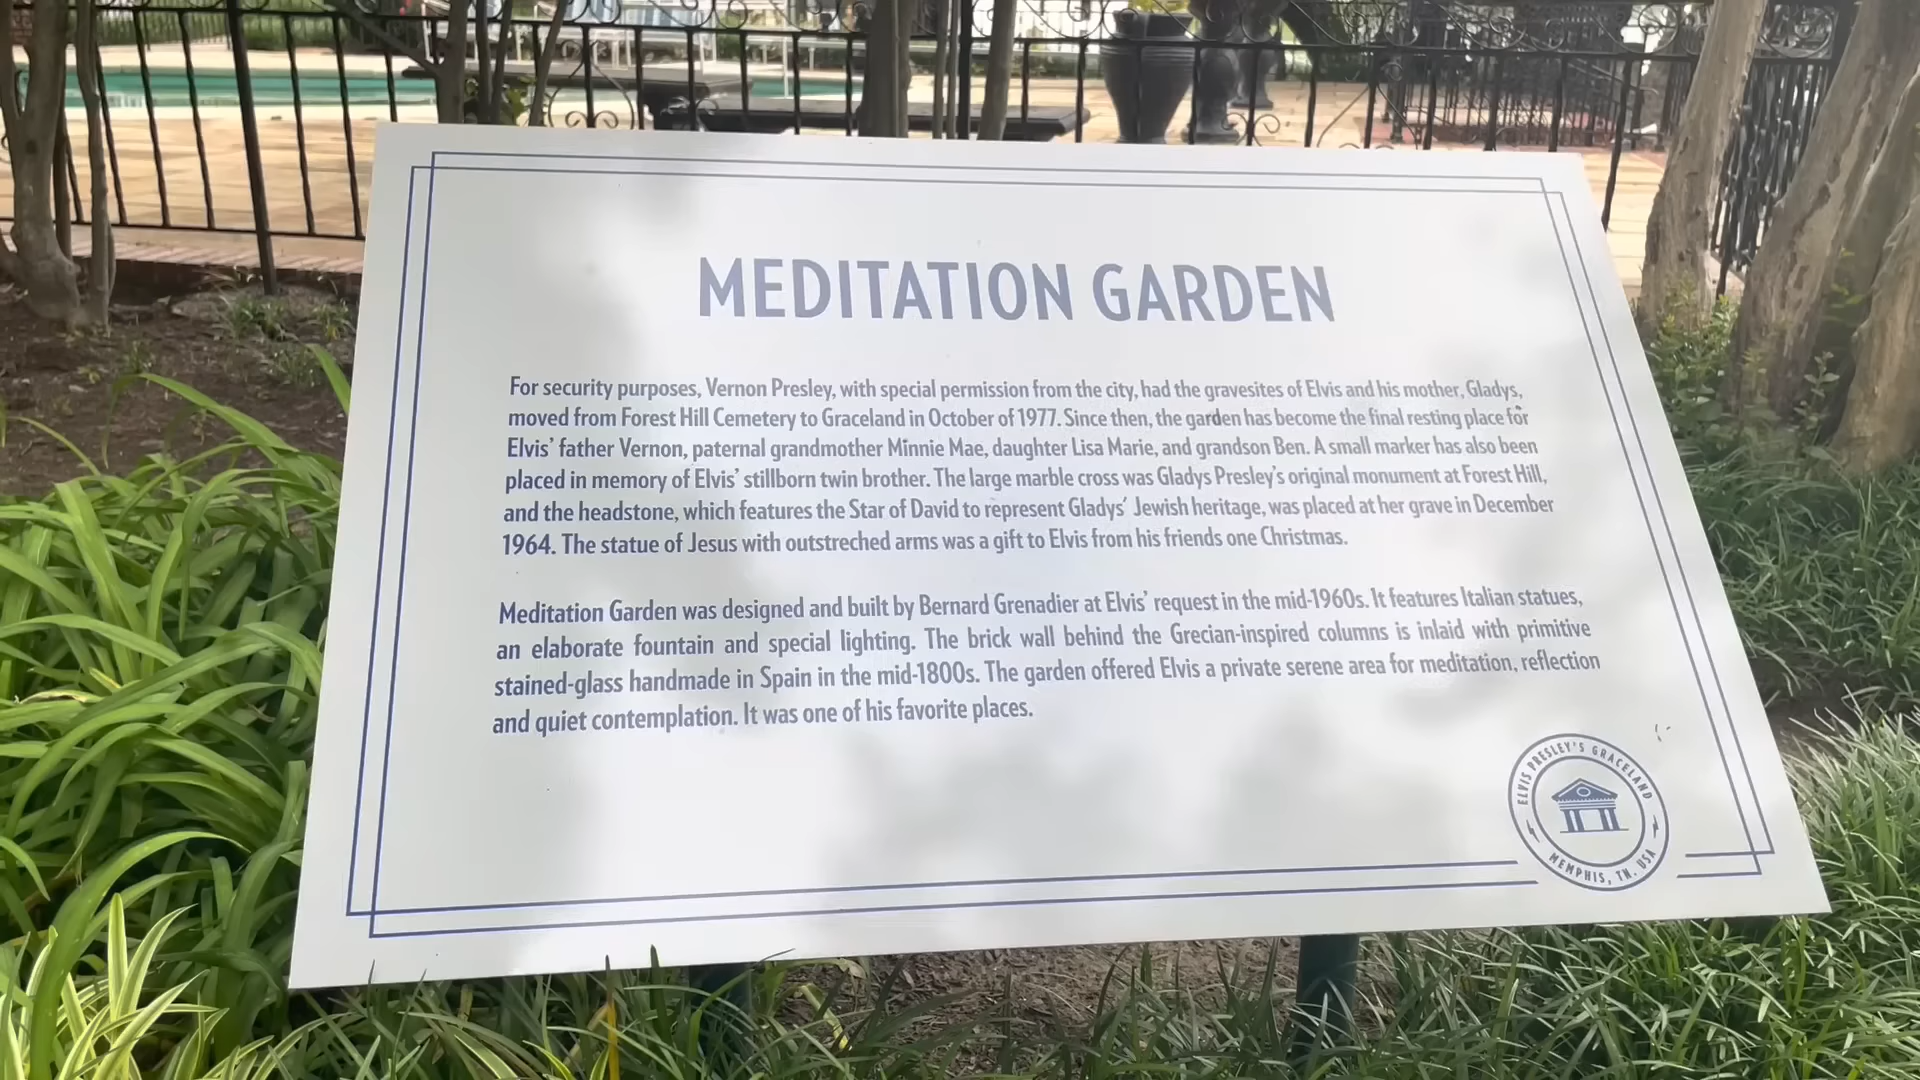 MEDITATION GARDEN
For security purposes, Vernon Presley, with special permission from the city, had the gravesites of Elvis and his mother, Gladys,
moved from Forest Hill Cemetery to Graceland in October of 1977. Since then, the garden has become the final resting place for
Elvis’ father Vernon, paternal grandmother Minnie Mae, daughter Lisa Marie, and grandson Ben. A small marker has also been
placed in memory of Elvis’ stillborn twin brother. The large marble cross was Gladys Presley’s original monument at Forest Hill,
and the headstone, which features the Star of David to represent Gladys’ Jewish heritage, was placed at her grave in December
1964. The statue of Jesus with outstreched arms was a gift to Elvis from his friends one Christmas.
Meditation Garden was designed and built by Bernard Grenadier at Elvis’ request in the mid-1960s. It features Italian statues,
an elaborate fountain and special lighting. The brick wall behind the Grecian-inspired columns is inlaid with primitive
stained-glass handmade in Spain in the mid-1800s. The garden offered Elvis a private serene area for meditation, reflection
and quiet contemplation. It was one of his favorite places.
ELVIS PRESLEY’S GRACELAND
MEMPHIS, TN. USA